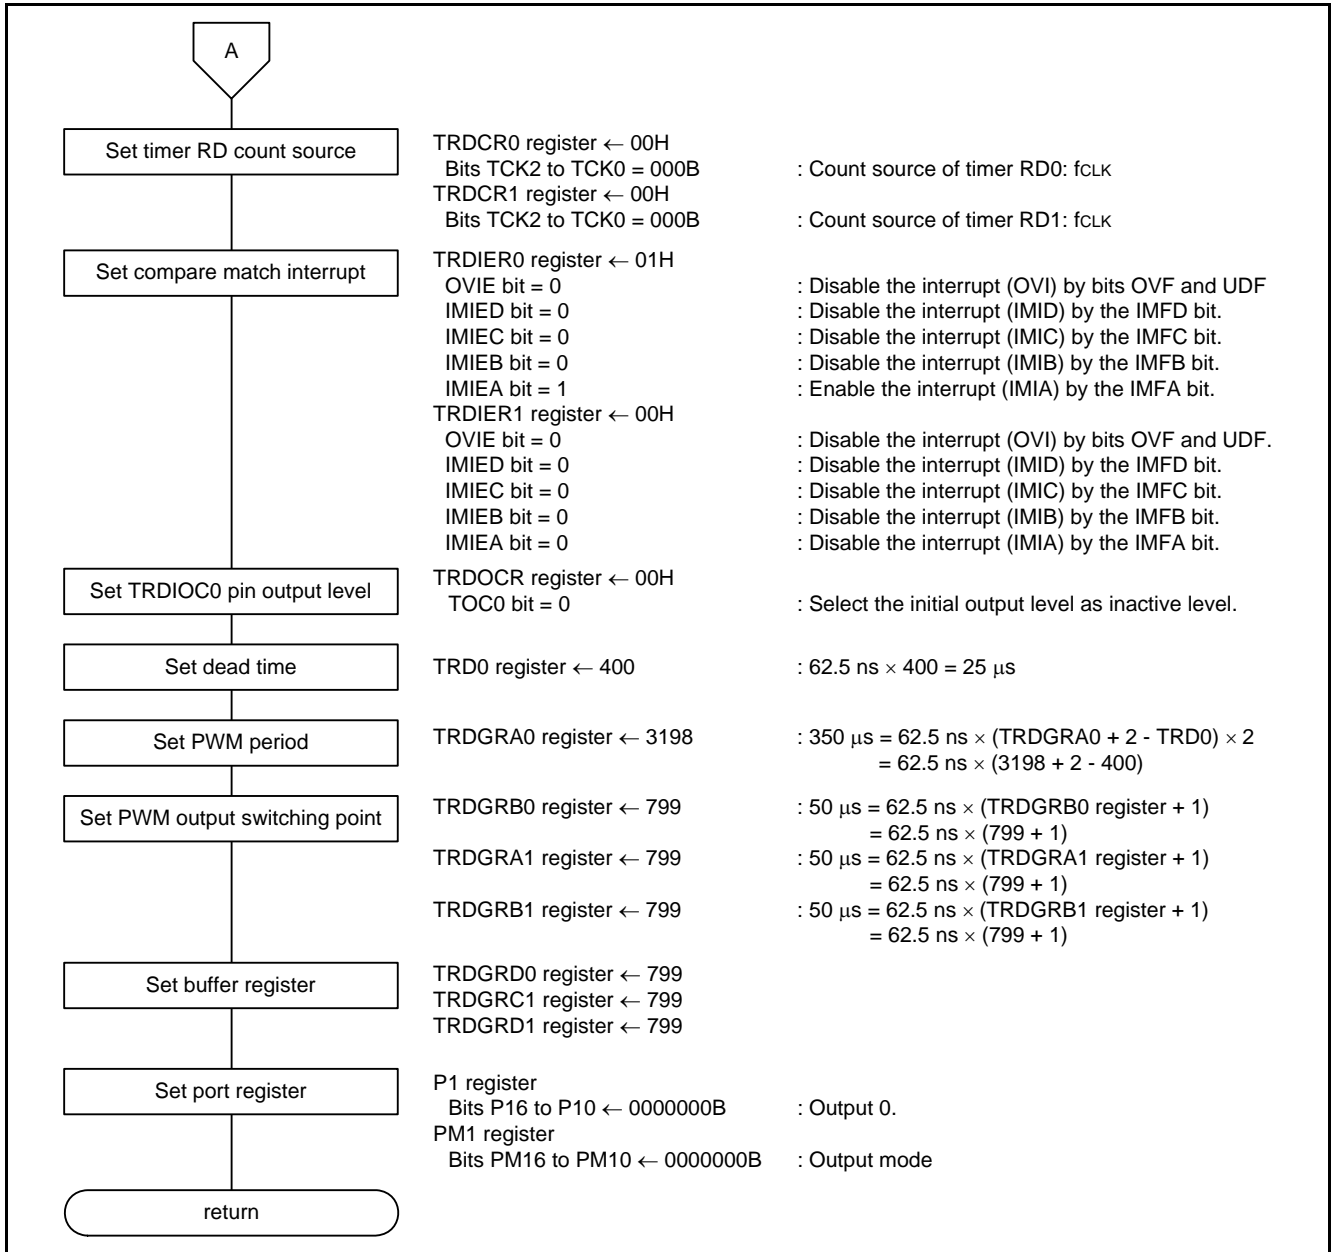 A
Set timer RD count source
TRDCR0 register ← 00H
Bits TCK2 to TCK0 = 000B : Count source of timer RD0: fCLK
TRDCR1 register ← 00H
Bits TCK2 to TCK0 = 000B : Count source of timer RD1: fCLK
Set compare match interrupt
TRDIER0 register ← 01H
OVIE bit = 0 : Disable the interrupt (OVI) by bits OVF and UDF
IMIED bit = 0 : Disable the interrupt (IMID) by the IMFD bit.
IMIEC bit = 0 : Disable the interrupt (IMIC) by the IMFC bit.
IMIEB bit = 0 : Disable the interrupt (IMIB) by the IMFB bit.
IMIEA bit = 1 : Enable the interrupt (IMIA) by the IMFA bit.
TRDIER1 register ← 00H
OVIE bit = 0 : Disable the interrupt (OVI) by bits OVF and UDF.
IMIED bit = 0 : Disable the interrupt (IMID) by the IMFD bit.
IMIEC bit = 0 : Disable the interrupt (IMIC) by the IMFC bit.
IMIEB bit = 0 : Disable the interrupt (IMIB) by the IMFB bit.
IMIEA bit = 0 : Disable the interrupt (IMIA) by the IMFA bit.
Set TRDIOC0 pin output level
TRDOCR register ← 00H
TOC0 bit = 0 : Select the initial output level as inactive level.
Set dead time
TRD0 register ← 400 : 62.5 ns × 400 = 25 μs
Set PWM period
TRDGRA0 register ← 3198 : 350 μs = 62.5 ns × (TRDGRA0 + 2 - TRD0) × 2
= 62.5 ns × (3198 + 2 - 400)
Set PWM output switching point
TRDGRB0 register ← 799 : 50 μs = 62.5 ns × (TRDGRB0 register + 1)
= 62.5 ns × (799 + 1)
TRDGRA1 register ← 799 : 50 μs = 62.5 ns × (TRDGRA1 register + 1)
= 62.5 ns × (799 + 1)
TRDGRB1 register ← 799 : 50 μs = 62.5 ns × (TRDGRB1 register + 1)
= 62.5 ns × (799 + 1)
Set buffer register
TRDGRD0 register ← 799
TRDGRC1 register ← 799
TRDGRD1 register ← 799
Set port register
P1 register
Bits P16 to P10 ← 0000000B : Output 0.
PM1 register
Bits PM16 to PM10 ← 0000000B : Output mode
return